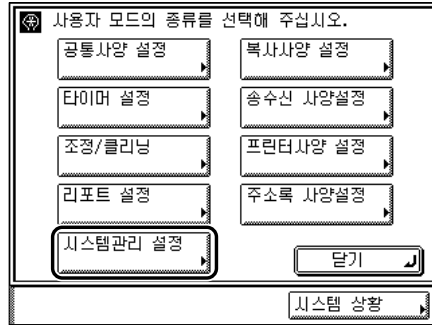 사용자 모드의 종류를 선택해 주십시오.
공통사양 설정
복사사양 설정
타이머 설정
송수신 사양설정
조정/클리닝
프린터사양 설정
리포트 설정
주소록 사양설정
시스템관리 설정
닫기
시스템 상황